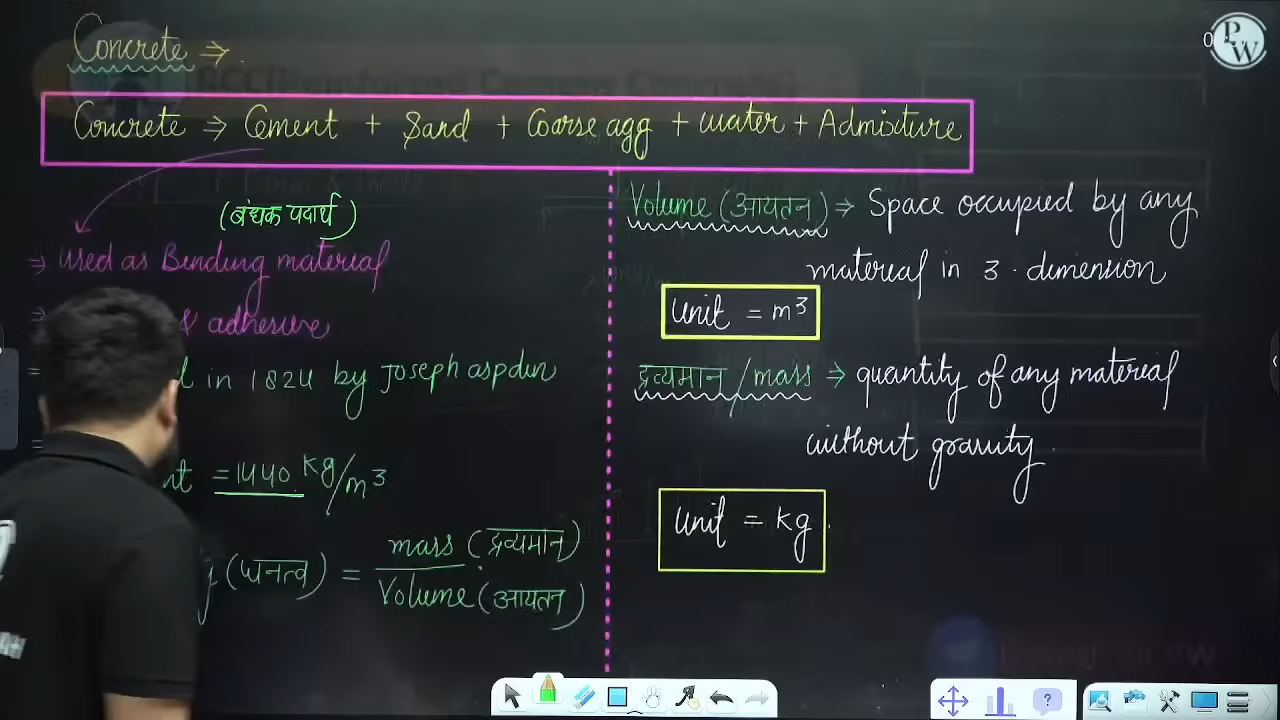 Concrete ⇒.
Concrete ⇒ Cement + Sand + Coarse agg + water + Admixture
(बंधक पदार्थ)
⇒ Used as Binding material
& adhesive
in 1824 by Joseph aspdin
= 1440 kg/m³
(घनत्व) = mass (द्रव्यमान)
Volume (आयतन)
Volume (आयतन) ⇒ Space occupied by any
material in 3.dimension
Unit = m³
द्रव्यमान/mass ⇒ quantity of any material
without gravity.
Unit = kg.
PW